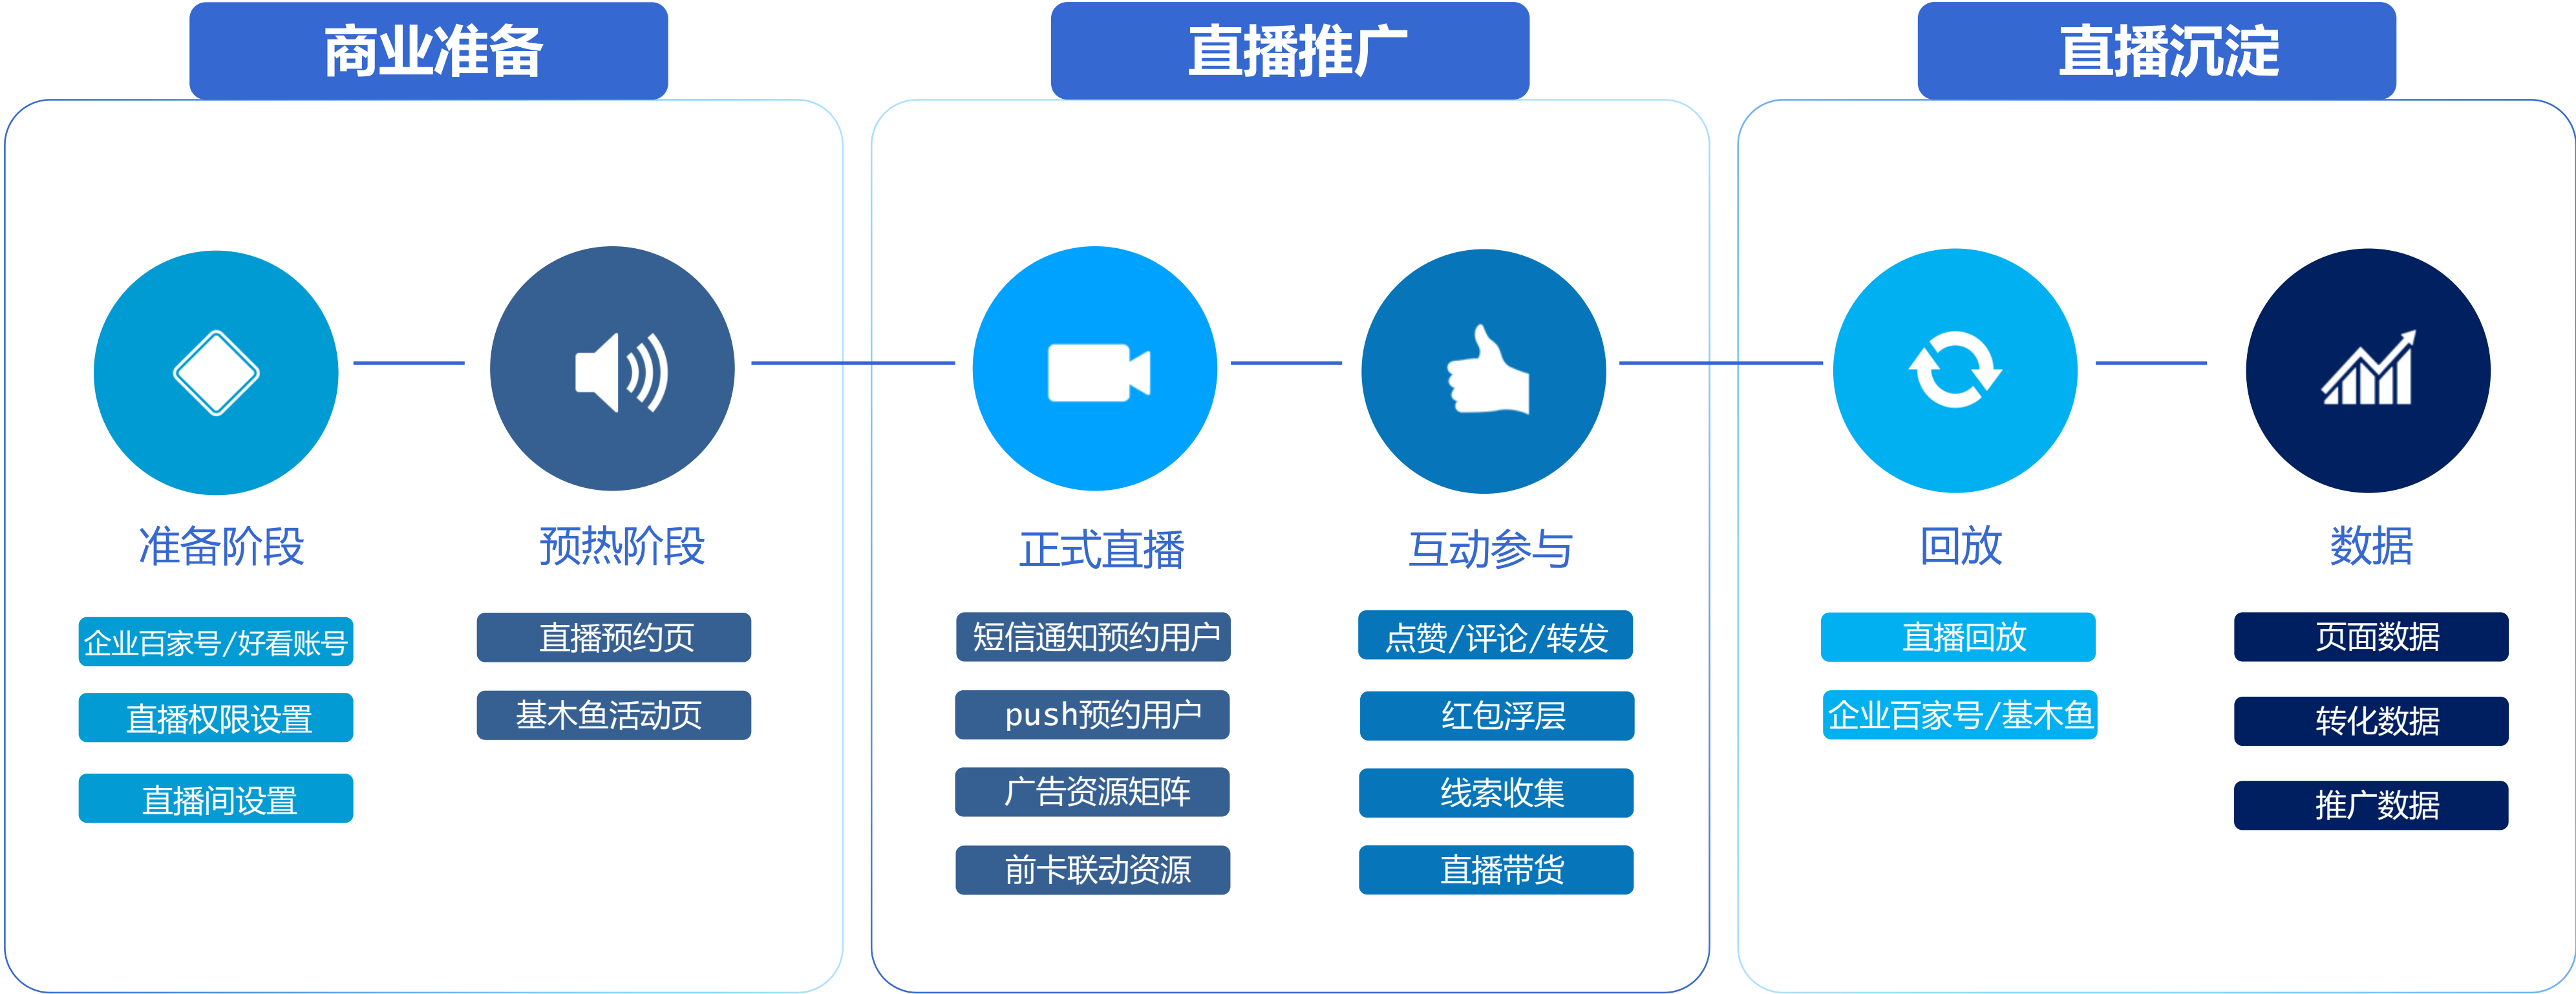 商业准备
准备阶段
企业百家号/好看账号
直播权限设置
直播间设置
预热阶段
直播预约页
基木鱼活动页
直播推广
正式直播
短信通知预约用户
push预约用户
广告资源矩阵
前卡联动资源
互动参与
点赞/评论/转发
红包浮层
线索收集
直播带货
直播沉淀
回放
直播回放
企业百家号/基木鱼
数据
页面数据
转化数据
推广数据